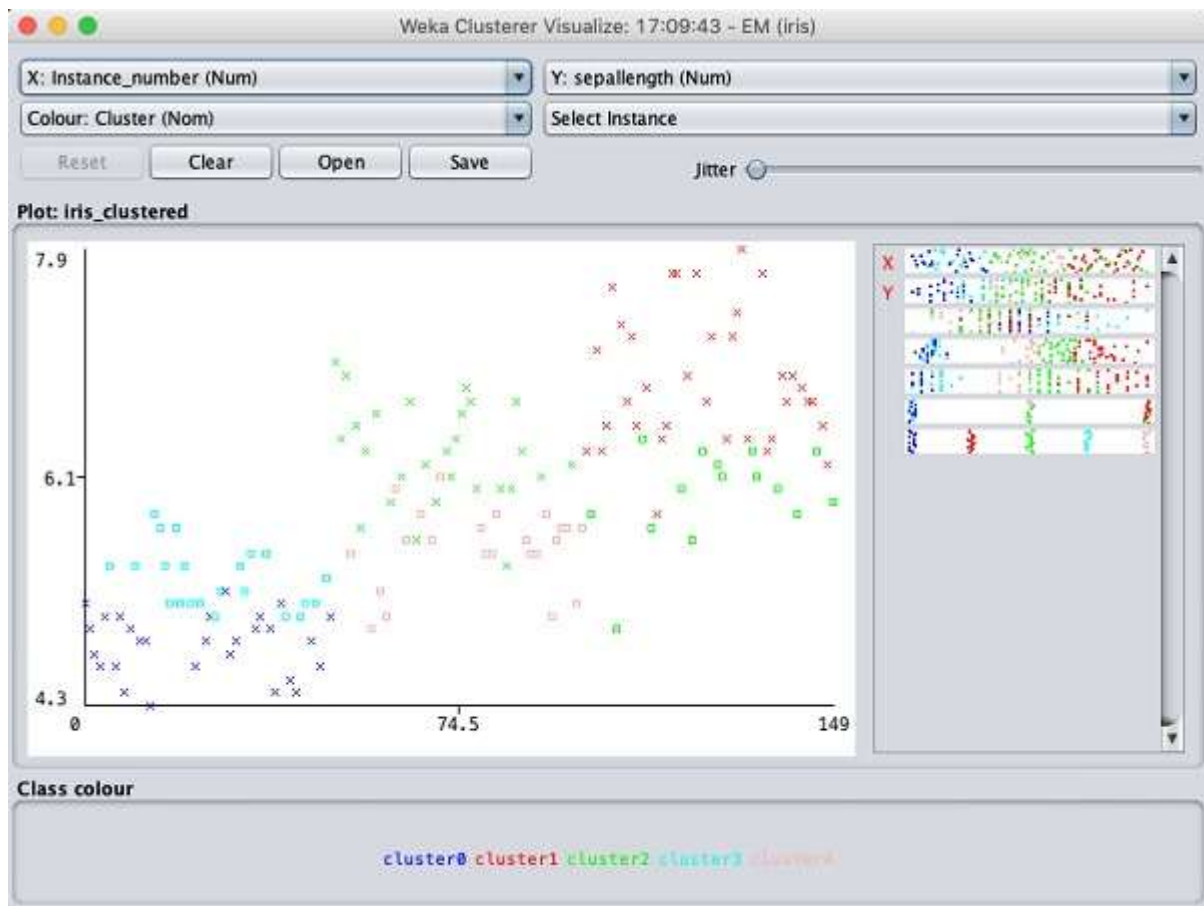 Weka Clusterer Visualize: 17:09:43 - EM (iris)
X: Instance_number (Num)
Y: sepallength (Num)
Colour: Cluster (Nom)
Select Instance
Reset
Clear
Open
Save
Jitter
Plot: iris_clustered
7.9
6.1
4.3
0
74.5
149
X
Y
Class colour
cluster0 cluster1 cluster2 cluster3 cluster4